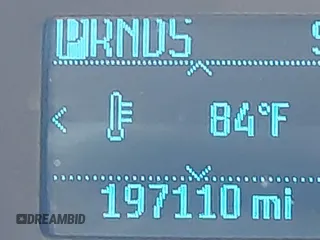 PRNDS
84°F
197110 mi
DREAMBID